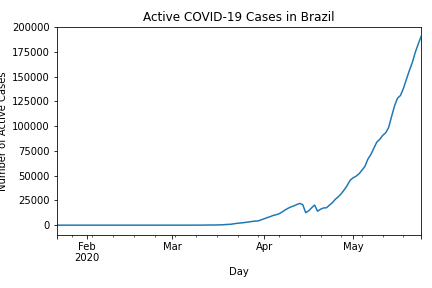 Active COVID-19 Cases in Brazil
200000
175000
150000
125000
100000
75000
50000
25000
0
Number of Active Cases
Feb
2020
Mar
Apr
May
Day